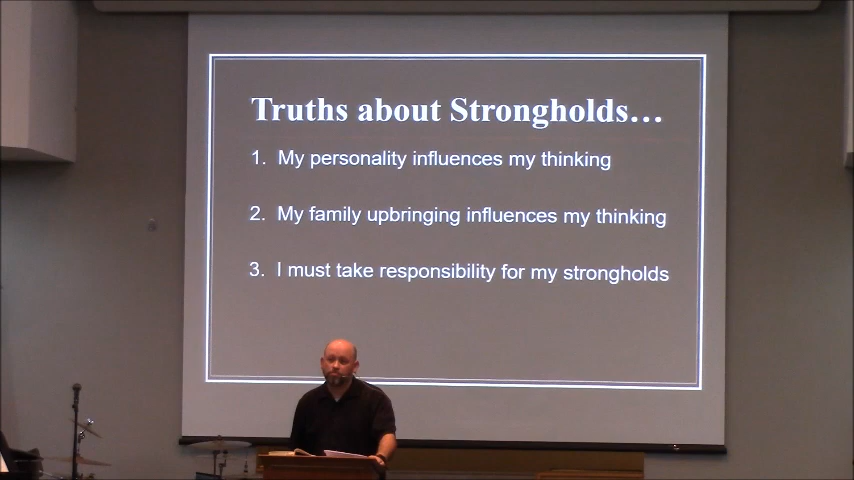 Truths about Strongholds…
1. My personality influences my thinking
2. My family upbringing influences my thinking
3. I must take responsibility for my strongholds